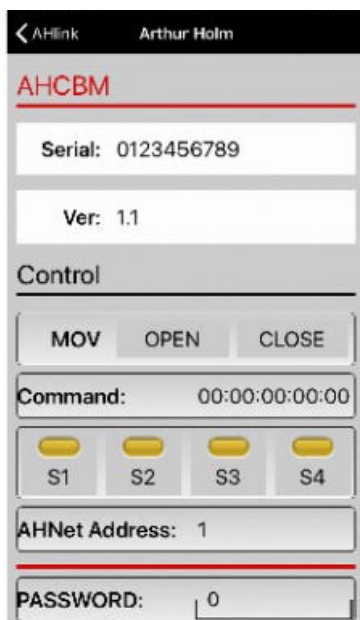 AHlink Arthur Holm
AHCBM
Serial: 0123456789
Ver: 1.1
Control
MOV OPEN CLOSE
Command: 00:00:00:00:00
S1 S2 S3 S4
AHNet Address: 1
PASSWORD: 0